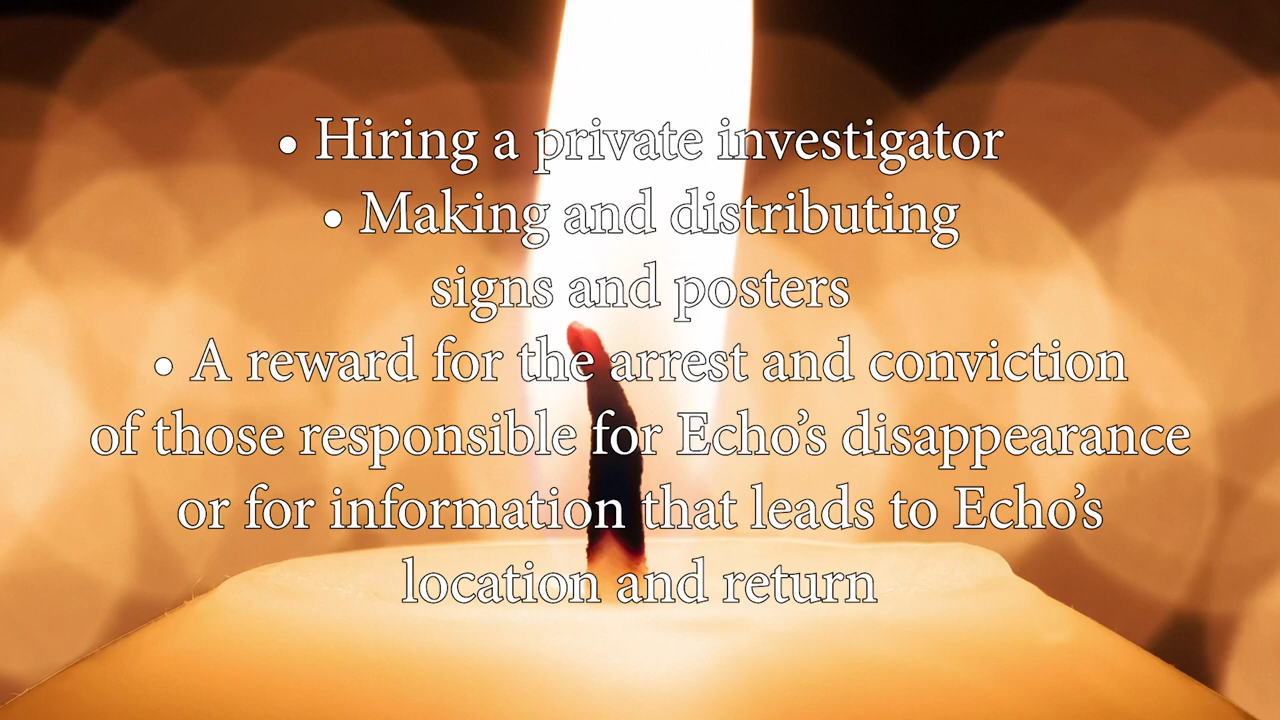 • Hiring a private investigator
• Making and distributing
signs and posters
• A reward for the arrest and conviction
of those responsible for Echo’s disappearance
or for information that leads to Echo’s
location and return